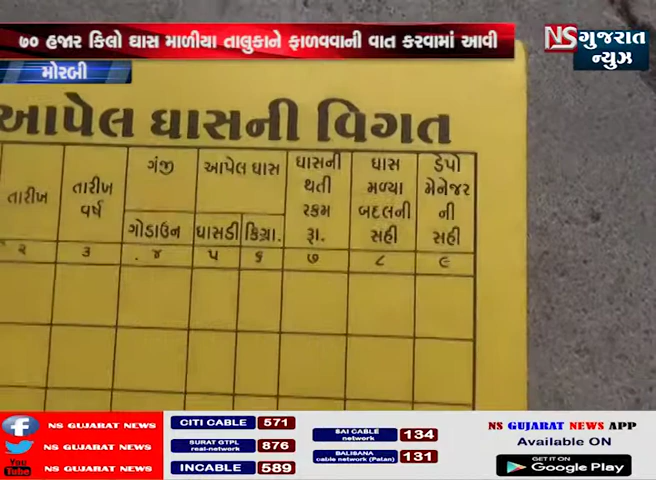 ૭૦ હજાર કિલો ઘાસ માળીયા તાલુકાને ફાળવવાની વાત કરવામાં આવી
NS ગુજરાત ન્યુઝ
મોરબી
આપેલ ઘાસની વિગત
તારીખ
તારીખ વર્ષ
ગંજી
ગોડાઉન
આપેલ ઘાસ
ઘાસડી
કિગ્રા.
ઘાસની થતી રકમ રૂા.
ઘાસ મળ્યા બદલની સહી
ડેપો મેનેજર ની સહી
૨ ૩ ૪ ૫ ૬ ૭ ૮ ૯
NS GUJARAT NEWS
NS GUJARAT NEWS
You Tube NS GUJARAT NEWS
CITI CABLE 571
SURAT GTPL real-network 876
INCABLE 589
SAI CABLE network 134
BALISANA cable network (Patan) 131
NS GUJARAT NEWS APP
Available ON
GET IT ON
Google Play